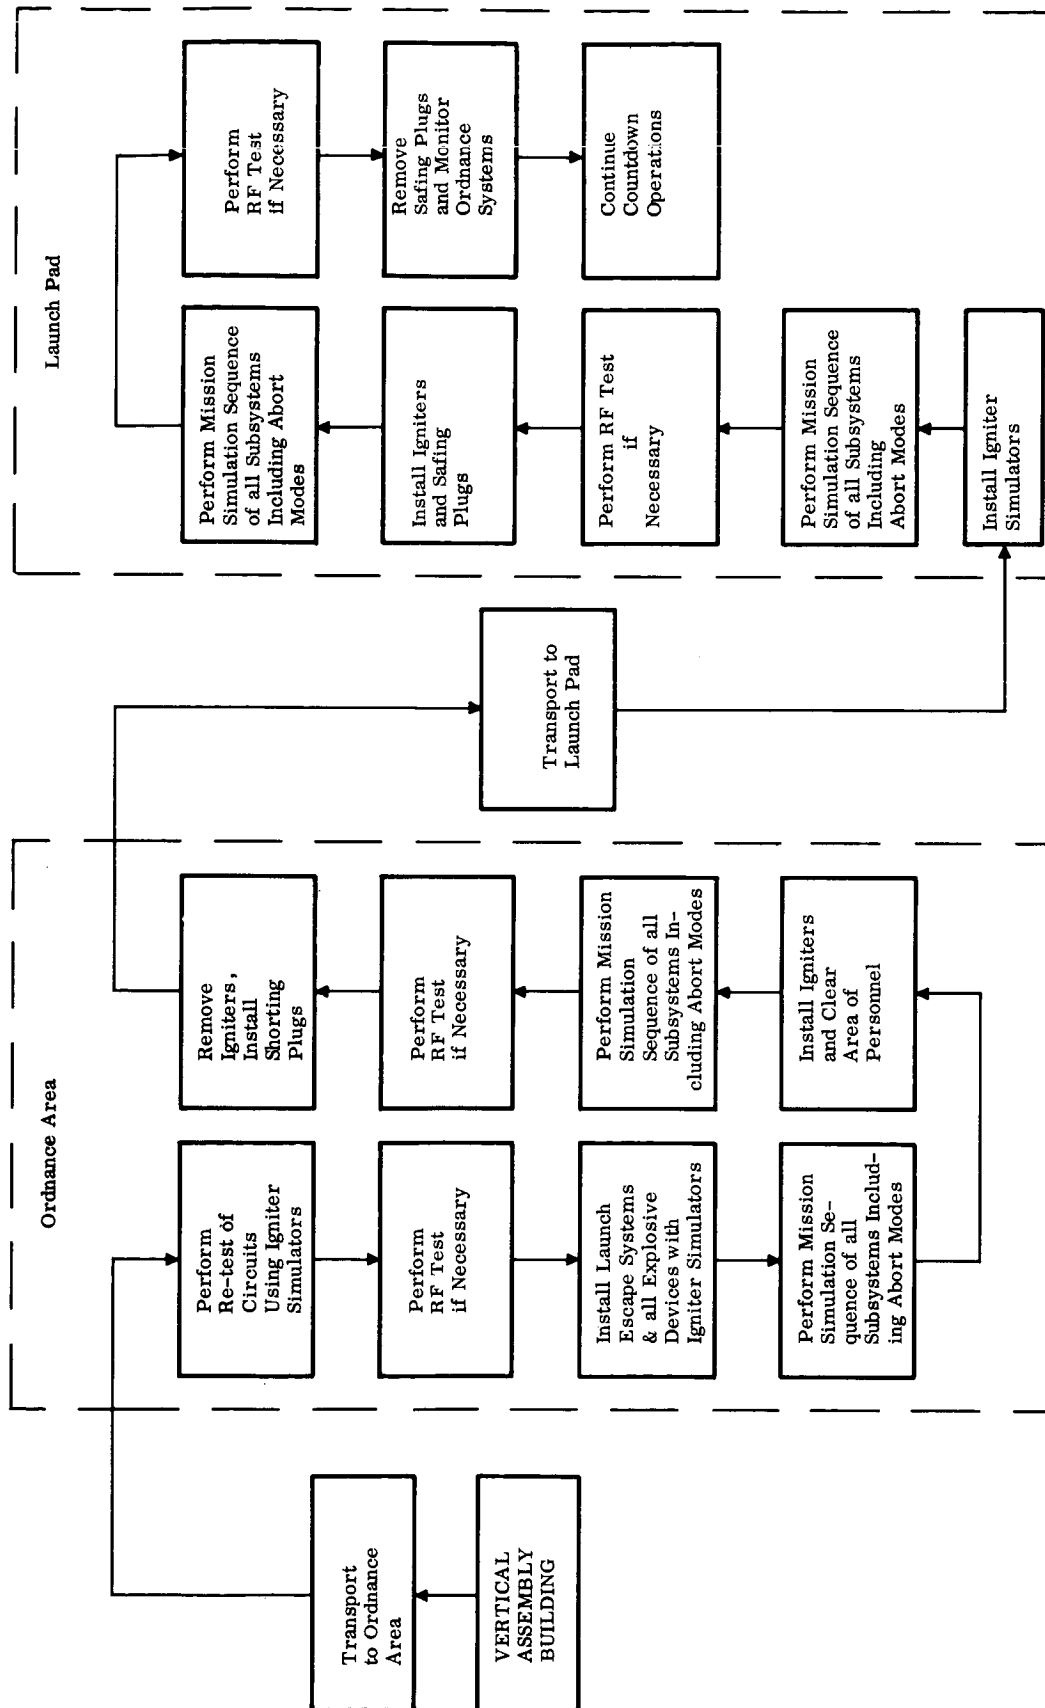 VERTICAL
ASSEMBLY
BUILDING
Transport
to Ordnance
Area
Ordnance Area
Perform
Re-test of
Circuits
Using Igniter
Simulators
Perform
RF Test
if Necessary
Install Launch
Escape Systems
& all Explosive
Devices with
Igniter Simulators
Perform Mission
Simulation Se-
quence of all
Subsystems Includ-
ing Abort Modes
Install Igniters
and Clear
Area of
Personnel
Perform Mission
Simulation
Sequence of all
Subsystems In-
cluding Abort Modes
Perform
RF Test
if Necessary
Remove
Igniters,
Install
Shorting
Plugs
Transport to
Launch Pad
Launch Pad
Install Igniter
Simulators
Perform Mission
Simulation Sequence
of all Subsystems
Including
Abort Modes
Perform RF Test
if
Necessary
Install Igniters
and Safing
Plugs
Perform Mission
Simulation Sequence
of all Subsystems
Including Abort
Modes
Perform
RF Test
if Necessary
Remove
Safing Plugs
and Monitor
Ordnance
Systems
Continue
Countdown
Operations